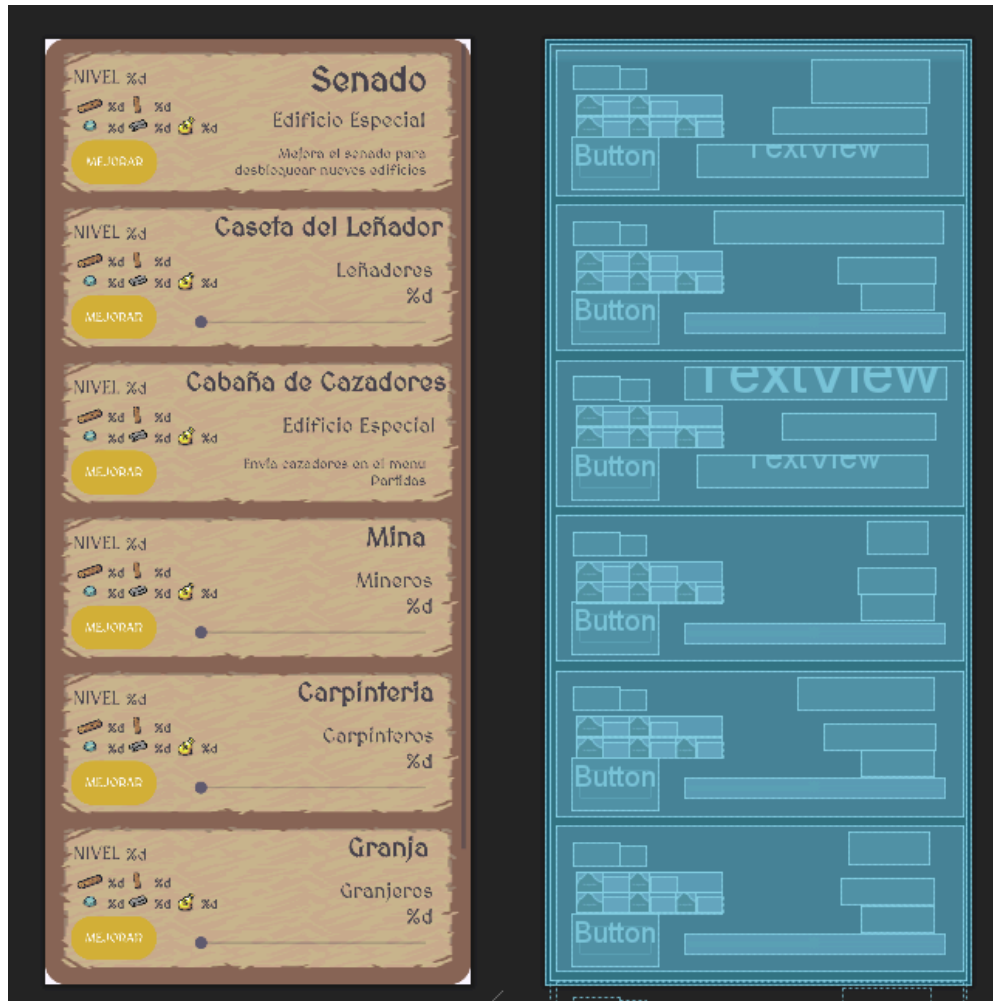 NIVEL %d
Senado
%d %d
%d %d %d
Edificio Especial
MEJORAR
Mejora el senado para
desbloquear nuevos edificios
NIVEL %d
Caseta del Leñador
%d %d
%d %d %d
Leñadores
%d
MEJORAR
NIVEL %d
Cabaña de Cazadores
%d %d
%d %d %d
Edificio Especial
MEJORAR
Envía cazadores en el menu
Partidas
NIVEL %d
Mina
%d %d
%d %d %d
Mineros
%d
MEJORAR
NIVEL %d
Carpinteria
%d %d
%d %d %d
Carpinteros
%d
MEJORAR
NIVEL %d
Granja
%d %d
%d %d %d
Granjeros
%d
MEJORAR
Button
TextView
Button
TextView
Button
TextView
Button
Button
Button